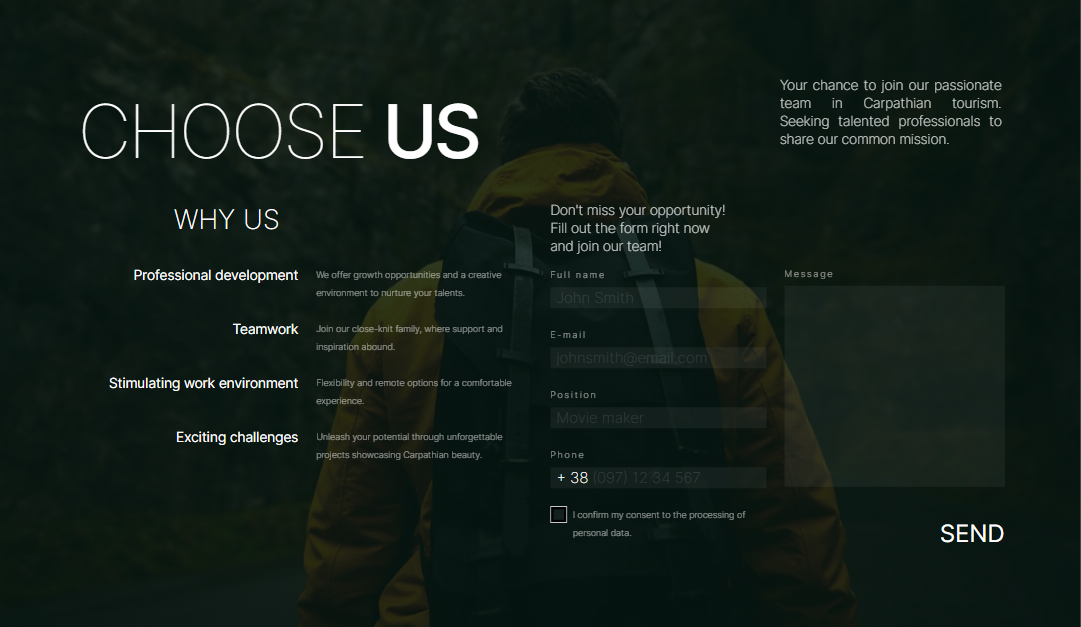 CHOOSE US
Your chance to join our passionate
team in Carpathian tourism.
Seeking talented professionals to
share our common mission.
WHY US
Professional development
We offer growth opportunities and a creative
environment to nurture your talents.
Teamwork
Join our close-knit family, where support and
inspiration abound.
Stimulating work environment
Flexibility and remote options for a comfortable
experience.
Exciting challenges
Unleash your potential through unforgettable
projects showcasing Carpathian beauty.
Don't miss your opportunity!
Fill out the form right now
and join our team!
Full name
John Smith
E-mail
johnsmith@email.com
Position
Movie maker
Phone
+ 38 (097) 12 34 567
I confirm my consent to the processing of
personal data.
Message
SEND